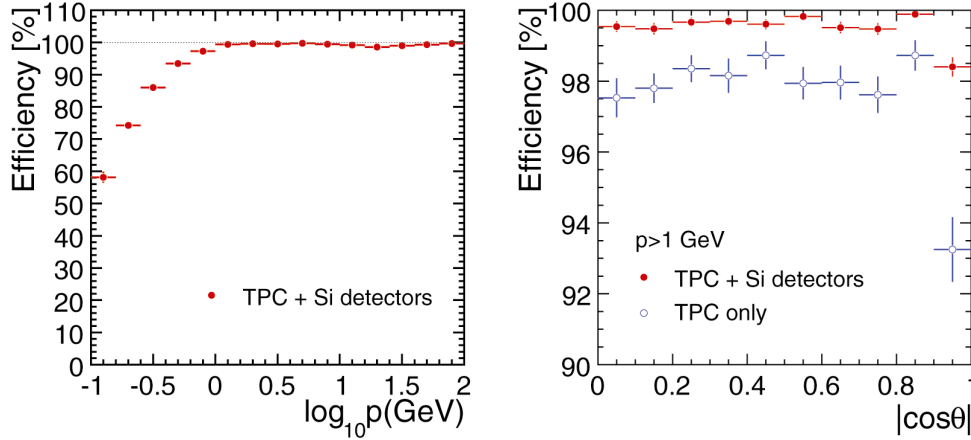 Efficiency [%]
110
100
90
80
70
60
50
40
30
20
10
0
TPC + Si detectors
-1 -0.5 0 0.5 1 1.5 2
log10p(GeV)
Efficiency [%]
100
98
96
94
92
90
p>1 GeV
TPC + Si detectors
TPC only
0 0.2 0.4 0.6 0.8 1
|cosθ|